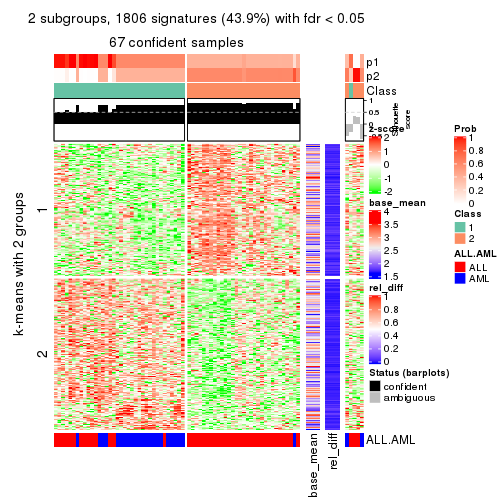 2 subgroups, 1806 signatures (43.9%) with fdr < 0.05
67 confident samples
p1
p2
Class
1
0.5
0
Silhouette
score
k-means with 2 groups
1
2
ALL.AML
base_mean
rel_diff
z-score
2
1
0
-1
-2
base_mean
4
3.5
3
2.5
2
1.5
rel_diff
1
0.8
0.6
0.4
0.2
0
Status (barplots)
confident
ambiguous
Prob
1
0.8
0.6
0.4
0.2
0
Class
1
2
ALL.AML
ALL
AML